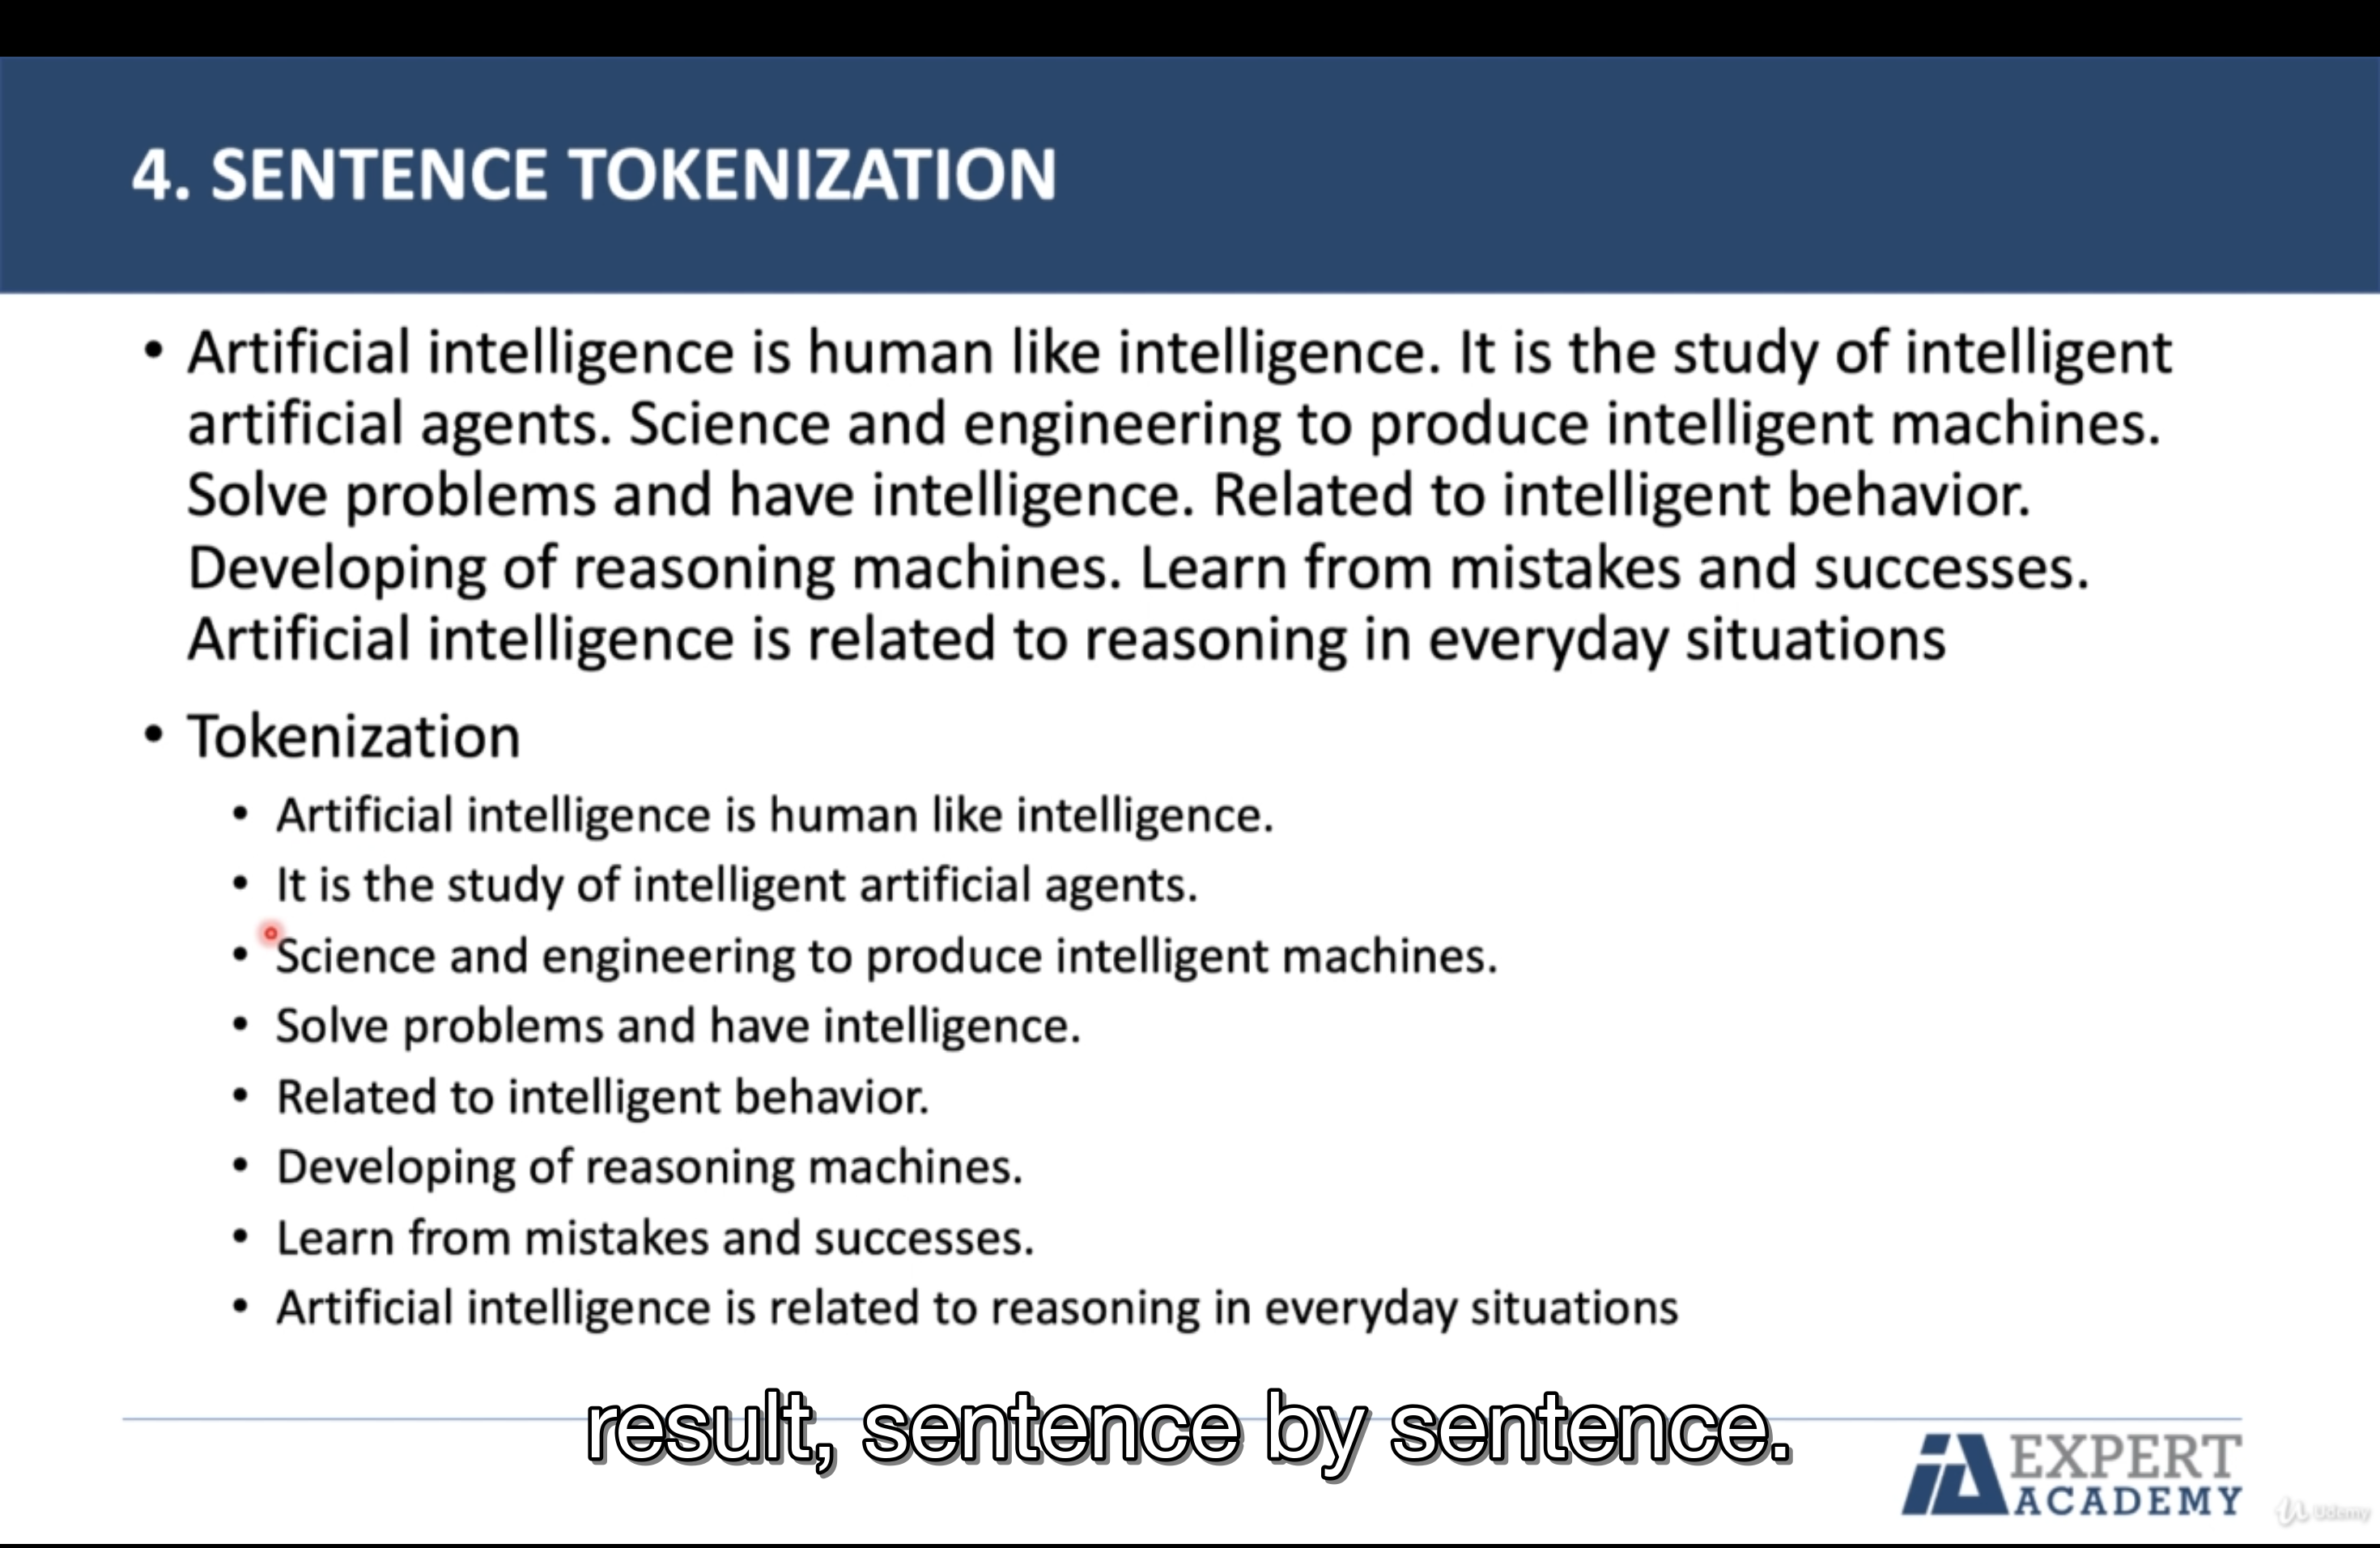 4. SENTENCE TOKENIZATION
• Artificial intelligence is human like intelligence. It is the study of intelligent
artificial agents. Science and engineering to produce intelligent machines.
Solve problems and have intelligence. Related to intelligent behavior.
Developing of reasoning machines. Learn from mistakes and successes.
Artificial intelligence is related to reasoning in everyday situations
• Tokenization
• Artificial intelligence is human like intelligence.
• It is the study of intelligent artificial agents.
• Science and engineering to produce intelligent machines.
• Solve problems and have intelligence.
• Related to intelligent behavior.
• Developing of reasoning machines.
• Learn from mistakes and successes.
• Artificial intelligence is related to reasoning in everyday situations
result, sentence by sentence.
IA EXPERT
ACADEMY
Udemy